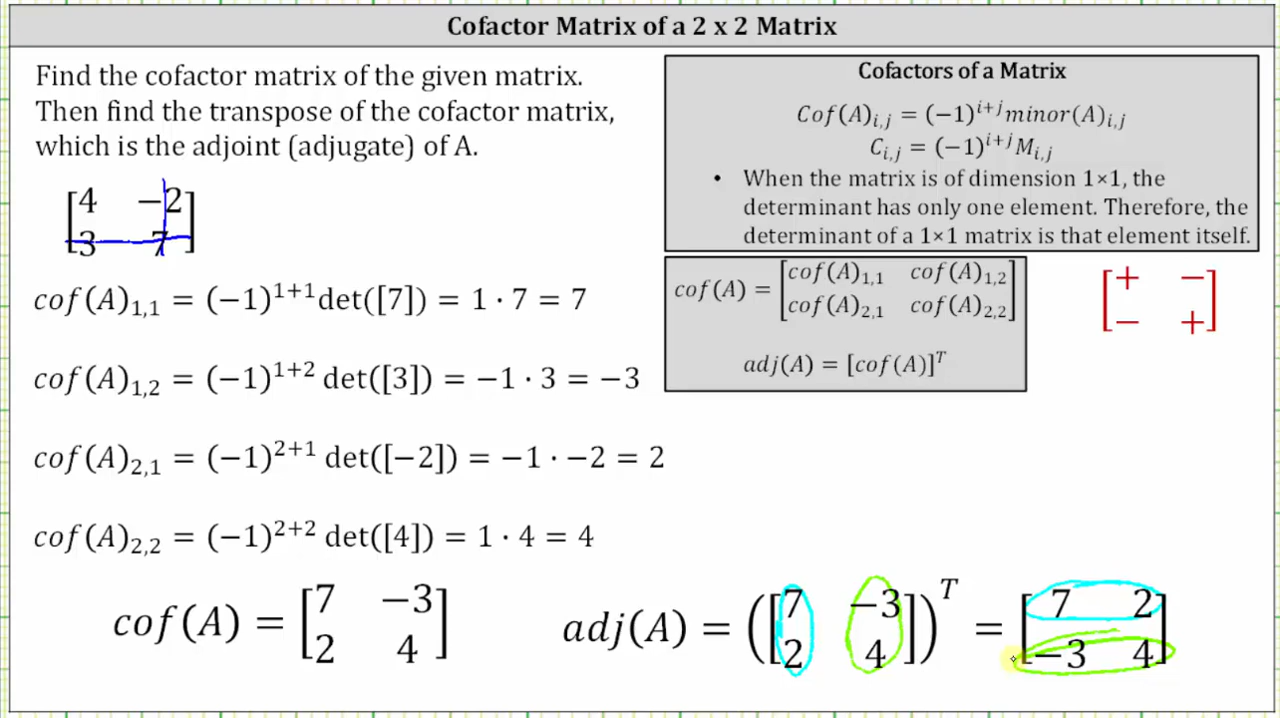 Cofactor Matrix of a 2 x 2 Matrix
Find the cofactor matrix of the given matrix.
Then find the transpose of the cofactor matrix,
which is the adjoint (adjugate) of A.
[4 −2
3 7]
cof(A)₁,₁ = (−1)¹⁺¹det([7]) = 1 · 7 = 7
cof(A)₁,₂ = (−1)¹⁺² det([3]) = −1 · 3 = −3
cof(A)₂,₁ = (−1)²⁺¹ det([−2]) = −1 · −2 = 2
cof(A)₂,₂ = (−1)²⁺² det([4]) = 1 · 4 = 4
cof(A) = [7 −3
2 4]
Cofactors of a Matrix
Cof(A)i,j = (−1)^i+j minor(A)i,j
Ci,j = (−1)^i+j Mi,j
• When the matrix is of dimension 1×1, the
determinant has only one element. Therefore, the
determinant of a 1×1 matrix is that element itself.
cof(A) = [cof(A)₁,₁ cof(A)₁,₂
cof(A)₂,₁ cof(A)₂,₂]
adj(A) = [cof(A)]ᵀ
[+ −
− +]
adj(A) = ([7 −3
2 4])ᵀ = [7 2
−3 4]